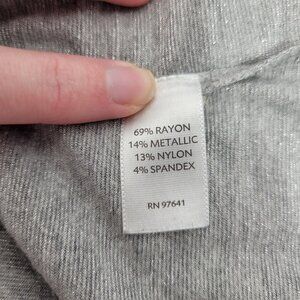 69% RAYON
14% METALLIC
13% NYLON
4% SPANDEX
RN 97641